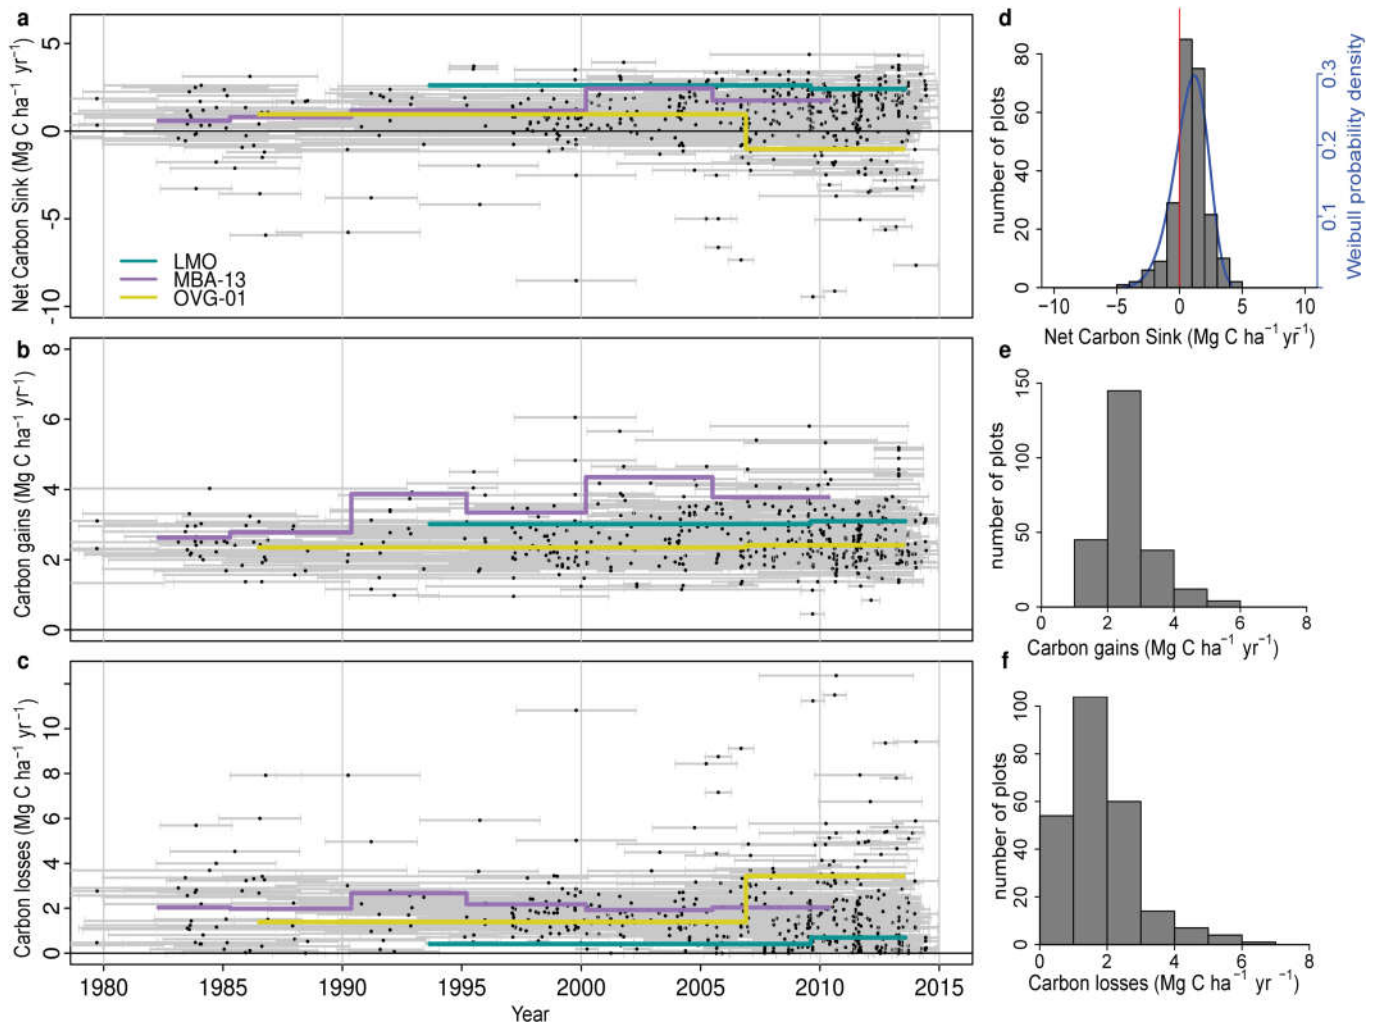 a
Net Carbon Sink (Mg C ha⁻¹ yr⁻¹)
5
0
-5
-10
LMO
MBA-13
OVG-01
b
Carbon gains (Mg C ha⁻¹ yr⁻¹)
8
6
4
2
0
c
Carbon losses (Mg C ha⁻¹ yr⁻¹)
10
8
6
4
2
0
1980 1985 1990 1995 2000 2005 2010 2015
Year
d
number of plots
80
60
40
20
0
0.3
0.2
0.1
Weibull probability density
−10 −5 0 5 10
Net Carbon Sink (Mg C ha⁻¹ yr⁻¹)
e
number of plots
150
100
50
0
0 2 4 6 8
Carbon gains (Mg C ha⁻¹ yr⁻¹)
f
number of plots
100
80
60
40
20
0
0 2 4 6 8
Carbon losses (Mg C ha⁻¹ yr ⁻¹)